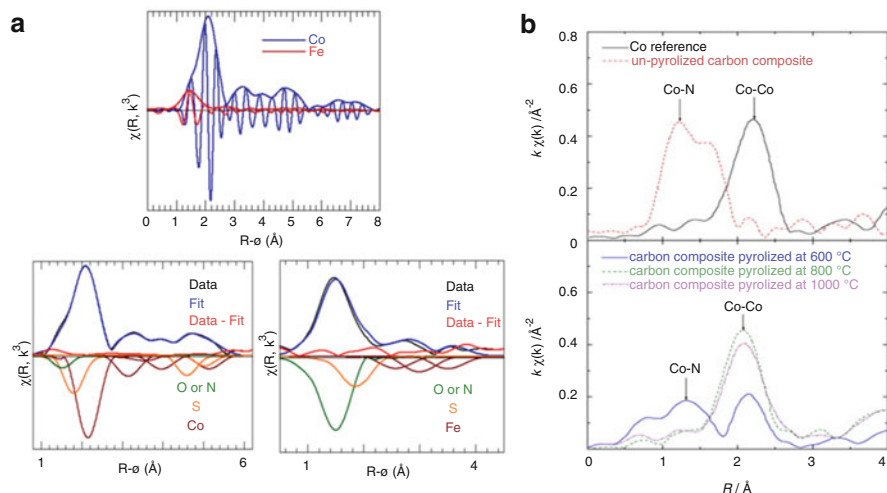 a
Co
Fe
χ(R, k³)
0 1 2 3 4 5 6 7 8
R-ø (Å)
Data
Fit
Data - Fit
χ(R, k³)
O or N
S
Co
1 6
R-ø (Å)
Data
Fit
Data - Fit
χ(R, k³)
O or N
S
Fe
1 4
R-ø (Å)
b
Co reference
un-pyrolized carbon composite
0.8
0.6
0.4
0.2
0
k χ(k) /Å⁻²
Co-N Co-Co
carbon composite pyrolized at 600 °C
carbon composite pyrolized at 800 °C
carbon composite pyrolized at 1000 °C
0.6
0.4
0.2
k χ(k) /Å⁻²
Co-Co
Co-N
0 1 2 3 4
R / Å